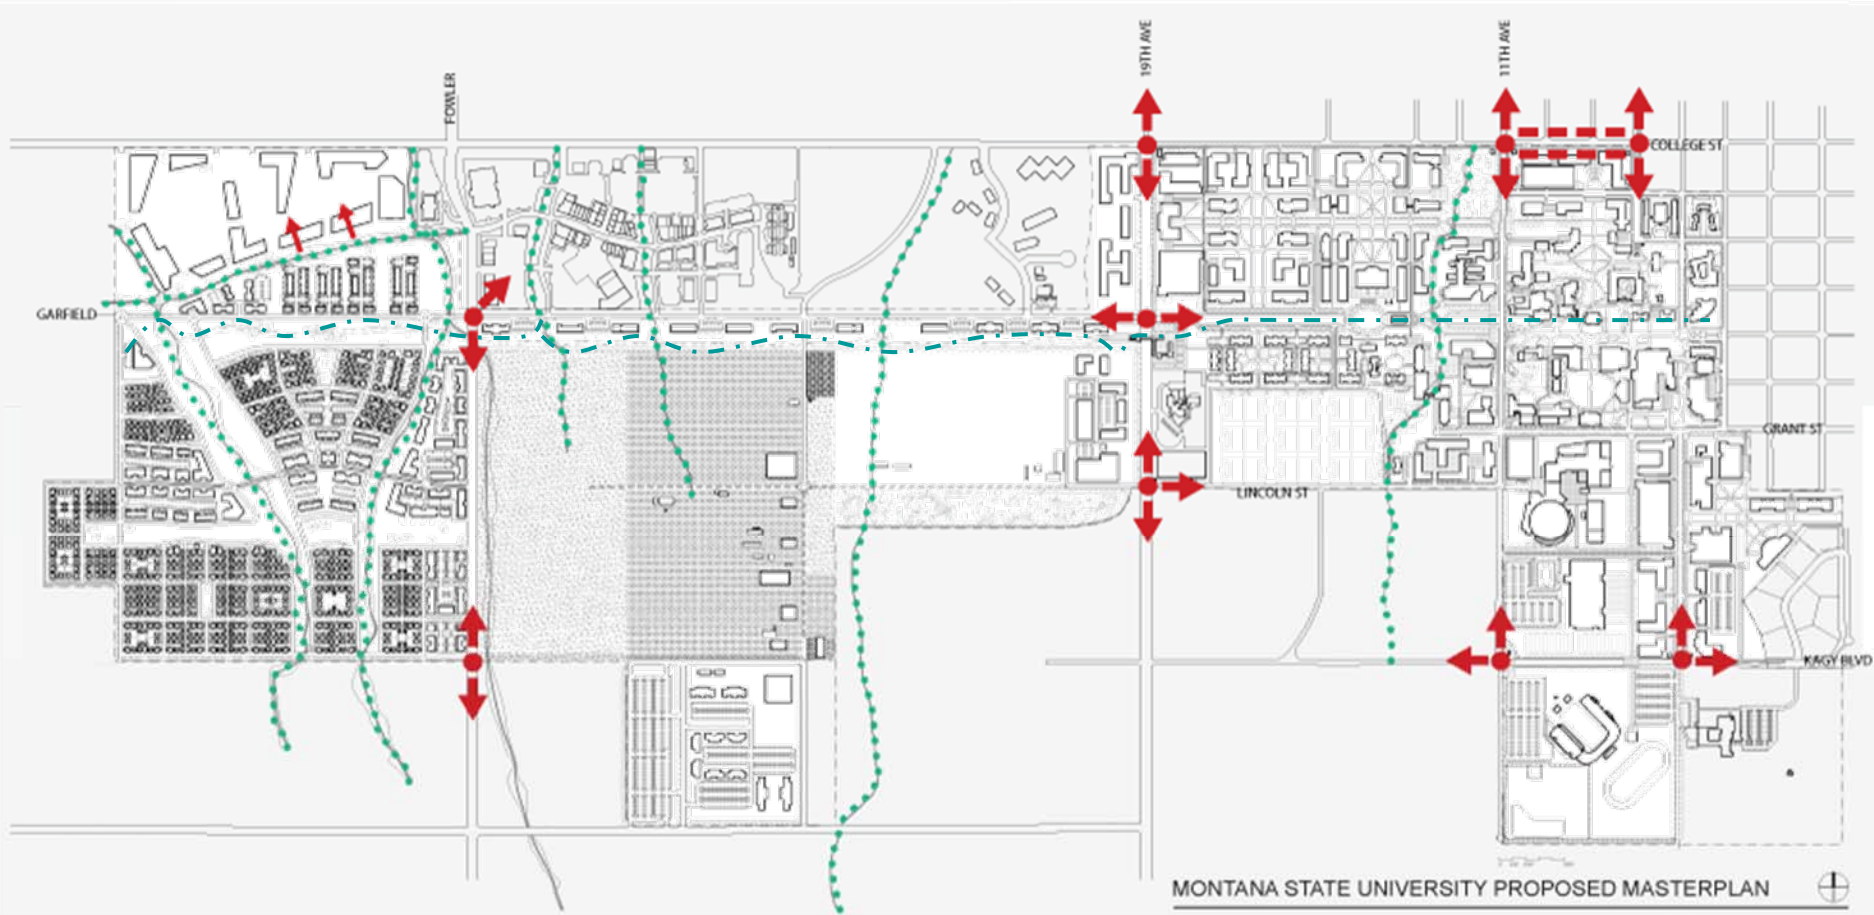 19TH AVE
11TH AVE
FOWLER
COLLEGE ST
GARFIELD
GRANT ST
LINCOLN ST
KAGY BLVD
MONTANA STATE UNIVERSITY PROPOSED MASTERPLAN